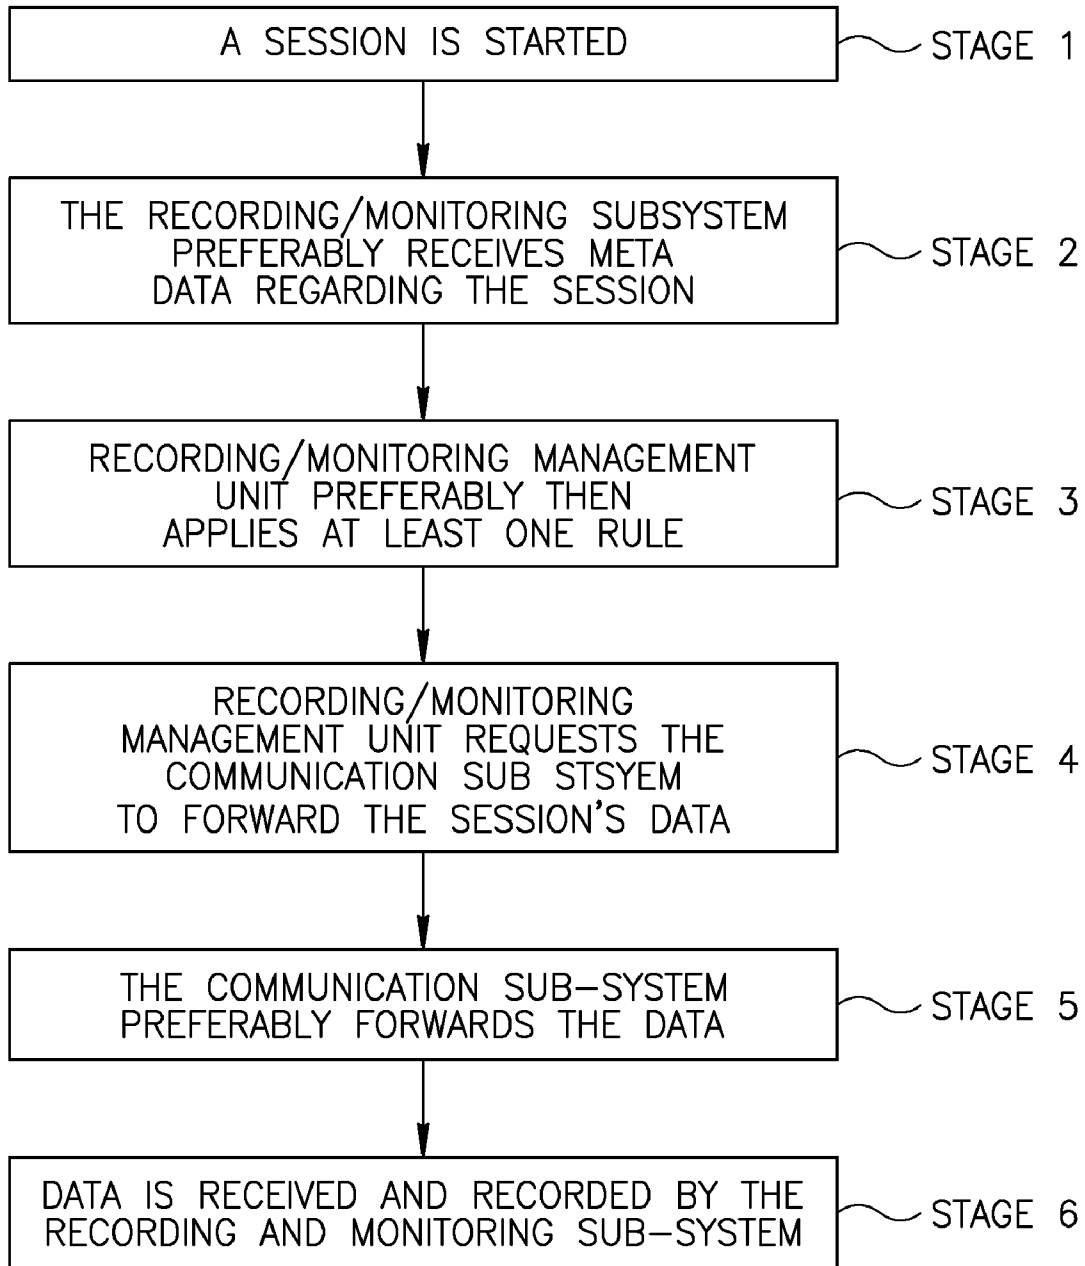 A SESSION IS STARTED
STAGE 1
THE RECORDING/MONITORING SUBSYSTEM
PREFERABLY RECEIVES META
DATA REGARDING THE SESSION
STAGE 2
RECORDING/MONITORING MANAGEMENT
UNIT PREFERABLY THEN
APPLIES AT LEAST ONE RULE
STAGE 3
RECORDING/MONITORING
MANAGEMENT UNIT REQUESTS THE
COMMUNICATION SUB STSYEM
TO FORWARD THE SESSION'S DATA
STAGE 4
THE COMMUNICATION SUB-SYSTEM
PREFERABLY FORWARDS THE DATA
STAGE 5
DATA IS RECEIVED AND RECORDED BY THE
RECORDING AND MONITORING SUB-SYSTEM
STAGE 6